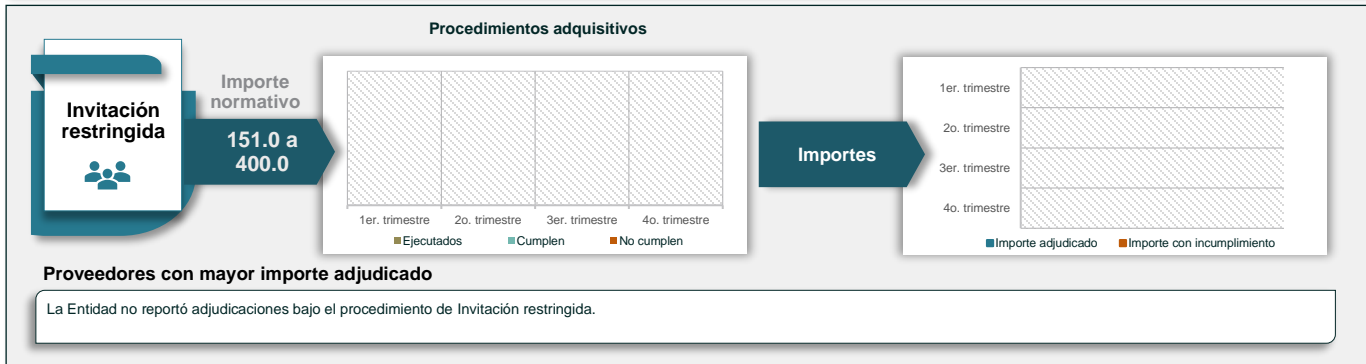 Procedimientos adquisitivos
Invitación
restringida
Importe
normativo
151.0 a
400.0
1er. trimestre
2o. trimestre
3er. trimestre
4o. trimestre
Ejecutados
Cumplen
No cumplen
Importes
1er. trimestre
2o. trimestre
3er. trimestre
4o. trimestre
Importe adjudicado
Importe con incumplimiento
Proveedores con mayor importe adjudicado
La Entidad no reportó adjudicaciones bajo el procedimiento de Invitación restringida.